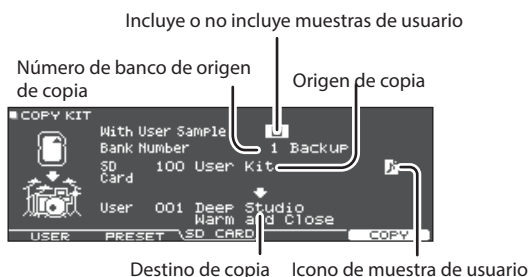 Incluye o no incluye muestras de usuario
Número de banco de origen
de copia
Origen de copia
COPY KIT
With User Sample
Bank Number 1 Backup
SD
Card 100 User Kit
User 001 Deep Studio
Warm and Close
USER PRESET SD CARD COPY
Destino de copia Icono de muestra de usuario